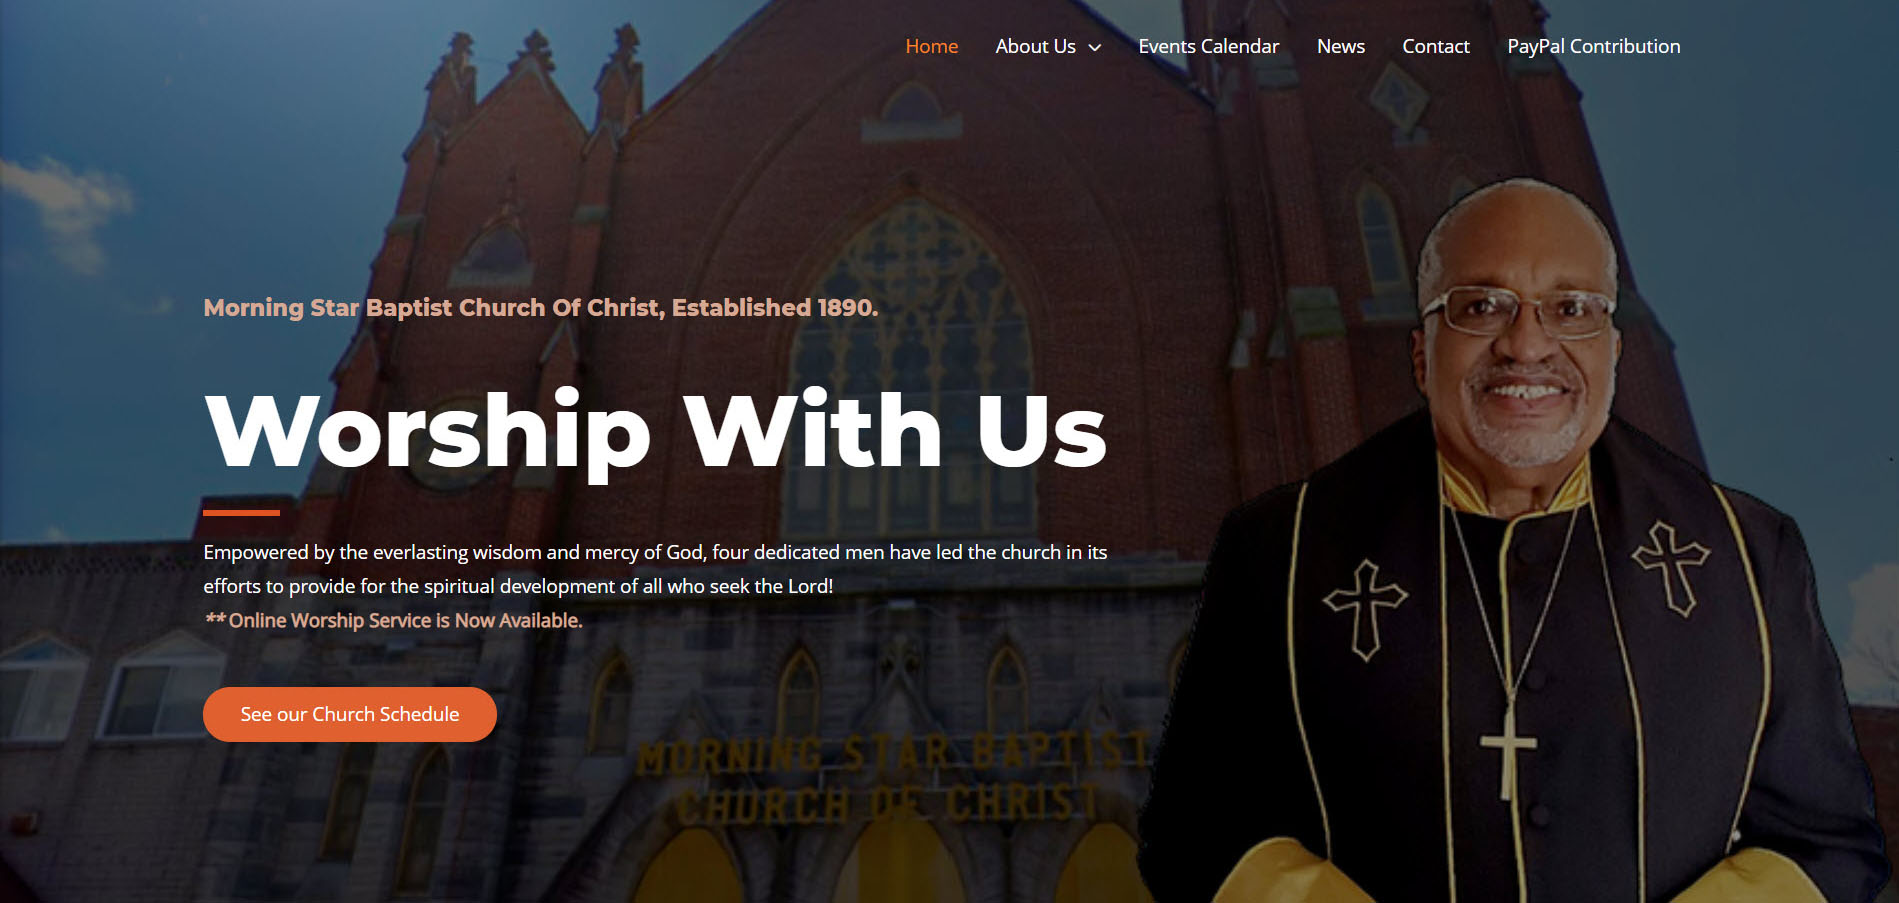 Home About Us Events Calendar News Contact PayPal Contribution
Morning Star Baptist Church Of Christ, Established 1890.
Worship With Us
Empowered by the everlasting wisdom and mercy of God, four dedicated men have led the church in its
efforts to provide for the spiritual development of all who seek the Lord!
** Online Worship Service is Now Available.
See our Church Schedule
MORNING STAR BAPTIST
CHURCH OF CHRIST